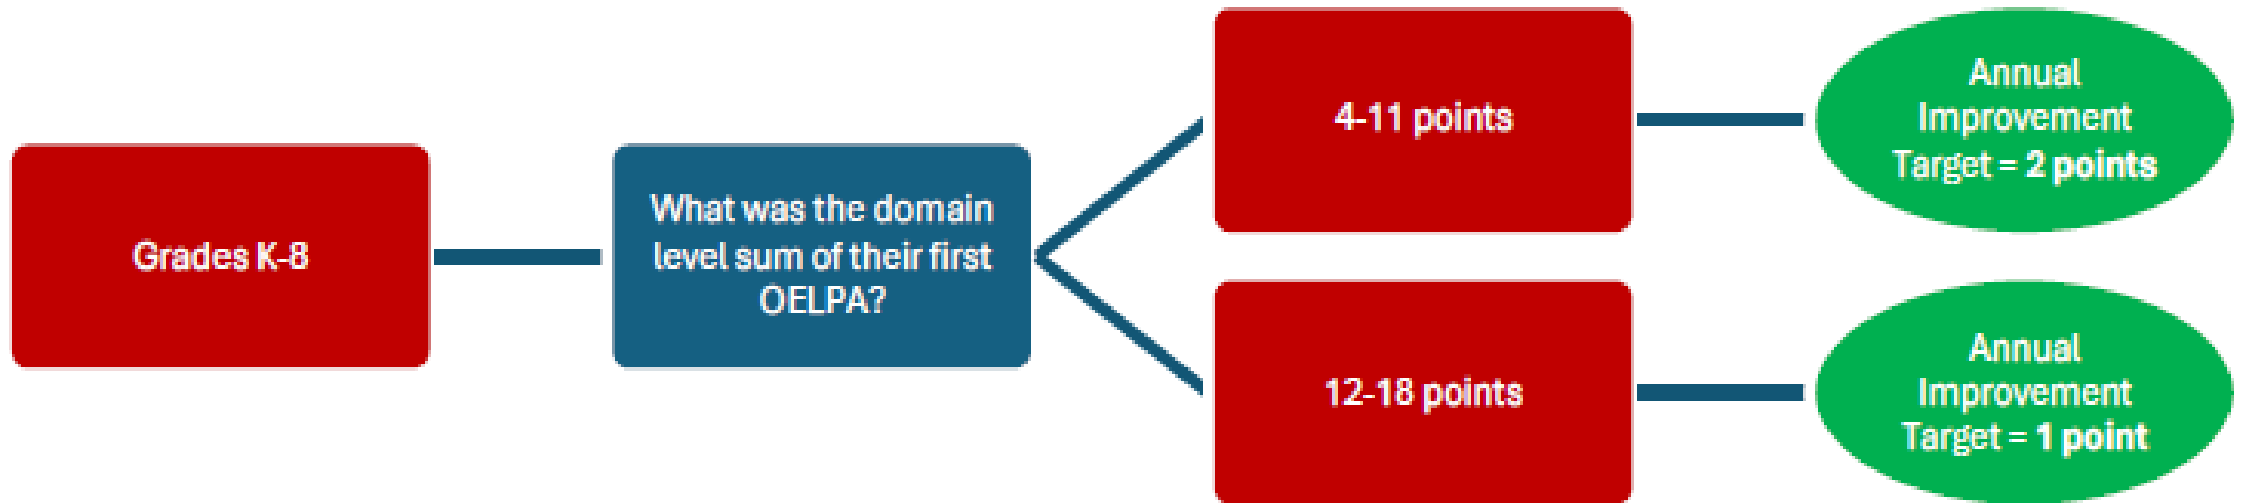 Grades K-8
What was the domain
level sum of their first
OELPA?
4-11 points
Annual
Improvement
Target = 2 points
12-18 points
Annual
Improvement
Target = 1 point